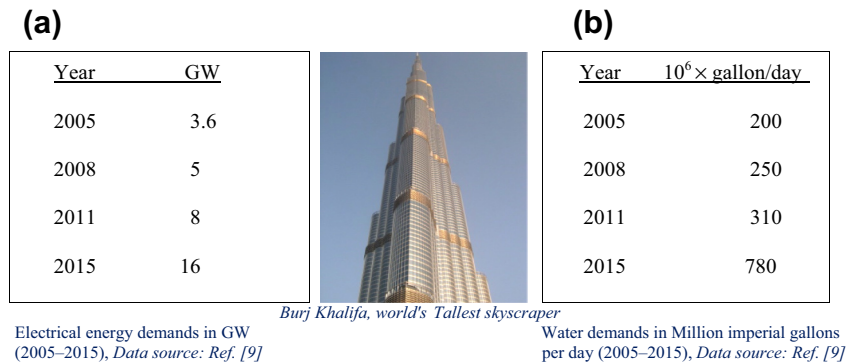 (a)
Year GW
2005 3.6
2008 5
2011 8
2015 16
(b)
Year 10⁶ × gallon/day
2005 200
2008 250
2011 310
2015 780
Burj Khalifa, world's Tallest skyscraper
Electrical energy demands in GW
(2005–2015), Data source: Ref. [9]
Water demands in Million imperial gallons
per day (2005–2015), Data source: Ref. [9]